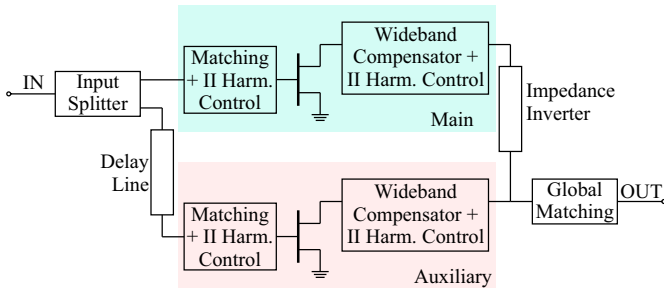 IN
Input
Splitter
Matching
+ II Harm.
Control
Wideband
Compensator +
II Harm. Control
Main
Impedance
Inverter
Delay
Line
Matching
+ II Harm.
Control
Wideband
Compensator +
II Harm. Control
Auxiliary
Global
Matching
OUT